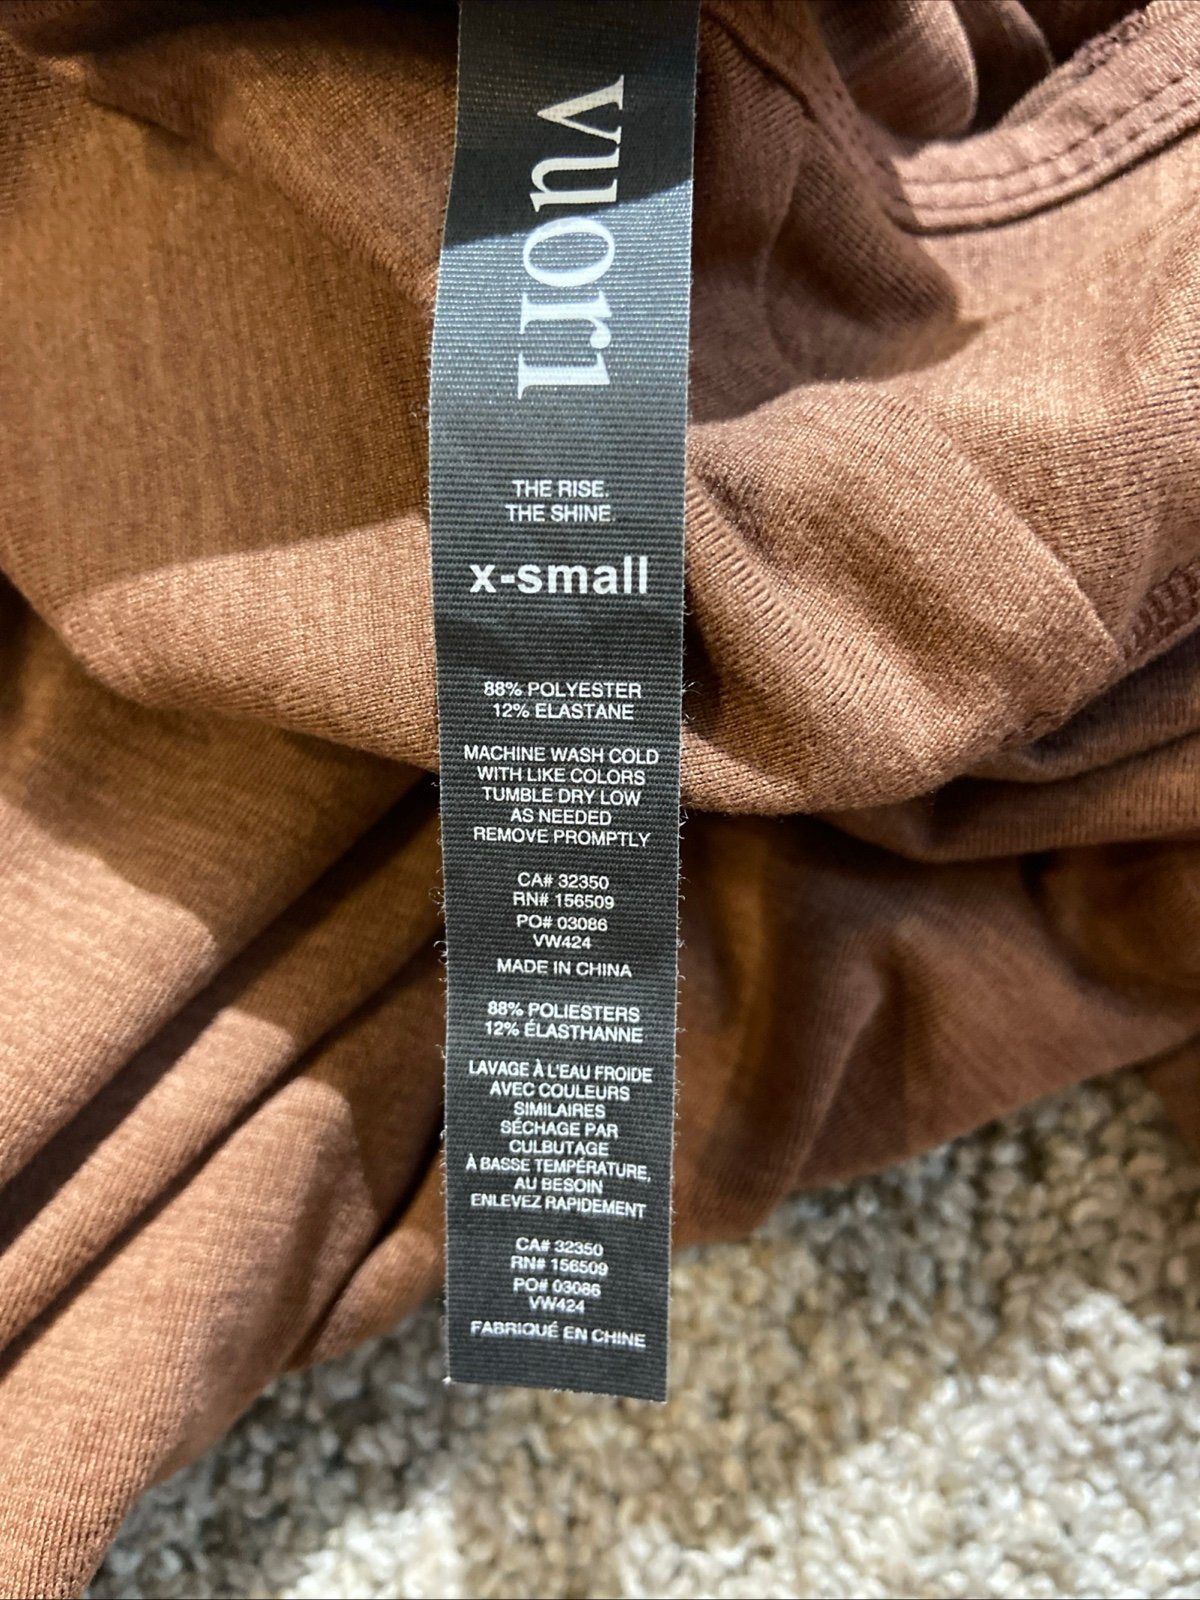 vuori
THE RISE.
THE SHINE.
x-small
88% POLYESTER
12% ELASTANE
MACHINE WASH COLD
WITH LIKE COLORS
TUMBLE DRY LOW
AS NEEDED
REMOVE PROMPTLY
CA# 32350
RN# 156509
PO# 03086
VW424
MADE IN CHINA
88% POLIESTERS
12% ÉLASTHANNE
LAVAGE À L'EAU FROIDE
AVEC COULEURS
SIMILAIRES
SÉCHAGE PAR
CULBUTAGE
À BASSE TEMPÉRATURE,
AU BESOIN
ENLEVEZ RAPIDEMENT
CA# 32350
RN# 156509
PO# 03086
VW424
FABRIQUÉ EN CHINE